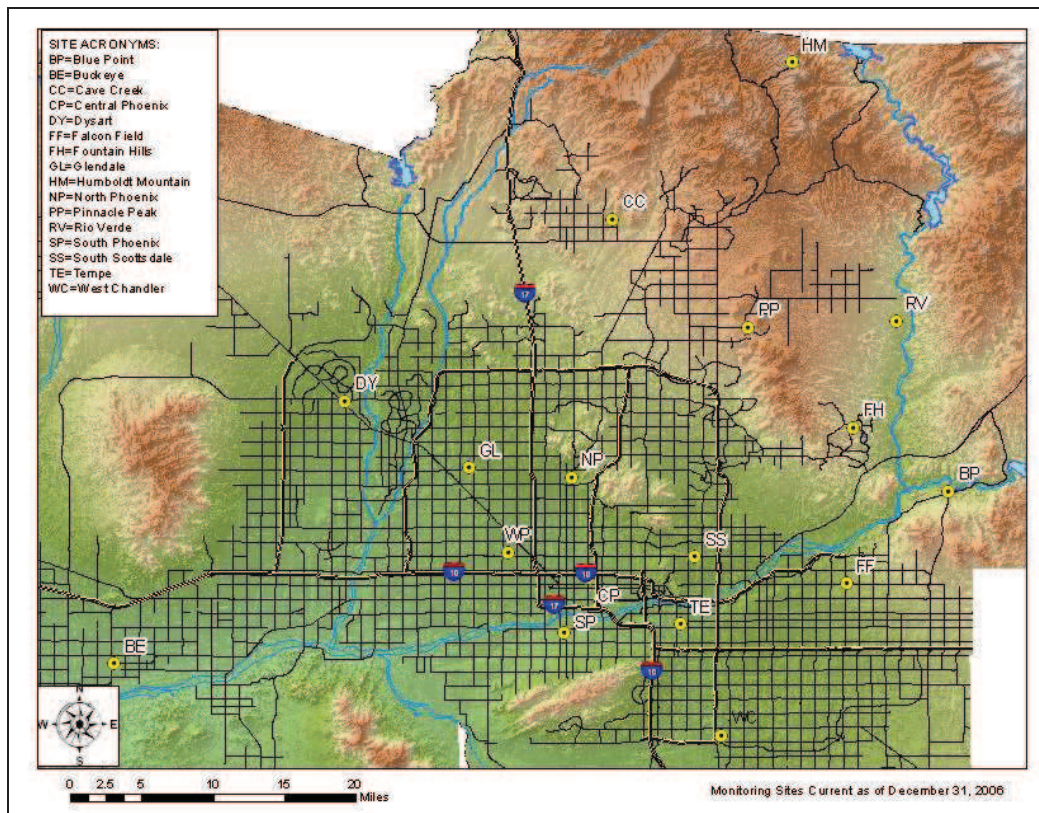 SITE ACRONYMS:
BP=Blue Point
BE=Buckeye
CC=Cave Creek
CP=Central Phoenix
DY=Dysart
FF=Falcon Field
FH=Fountain Hills
GL=Glendale
HM=Humboldt Mountain
NP=North Phoenix
PP=Pinnacle Peak
RV=Rio Verde
SP=South Phoenix
SS=South Scottsdale
TE=Tempe
WC=West Chandler
HM
CC
17
PP
RV
DY
FH
GL
NP
BP
WP
SS
10
10
FF
CP
17
TE
SP
BE
10
WC
N
W E
S
0 2.5 5 10 15 20
Miles
Monitoring Sites Current as of December 31, 2006